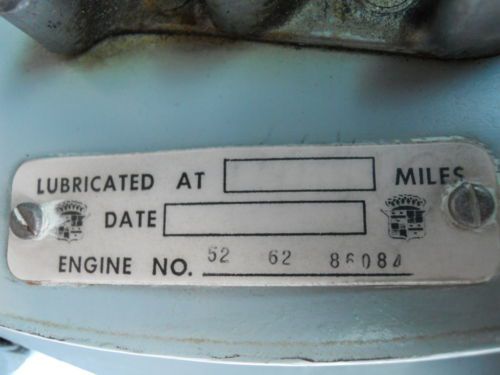 LUBRICATED AT MILES
DATE
ENGINE NO. 52 62 86084